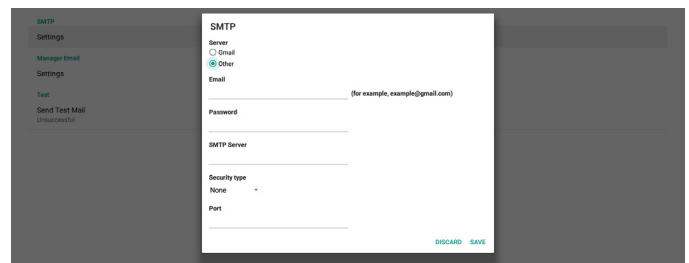 SMTP
Settings
Manager Email
Settings
Test
Send Test Mail
Unsuccessful
SMTP
Server
Gmail
Other
Email
(for example, example@gmail.com)
Password
SMTP Server
Security type
None
Port
DISCARD SAVE